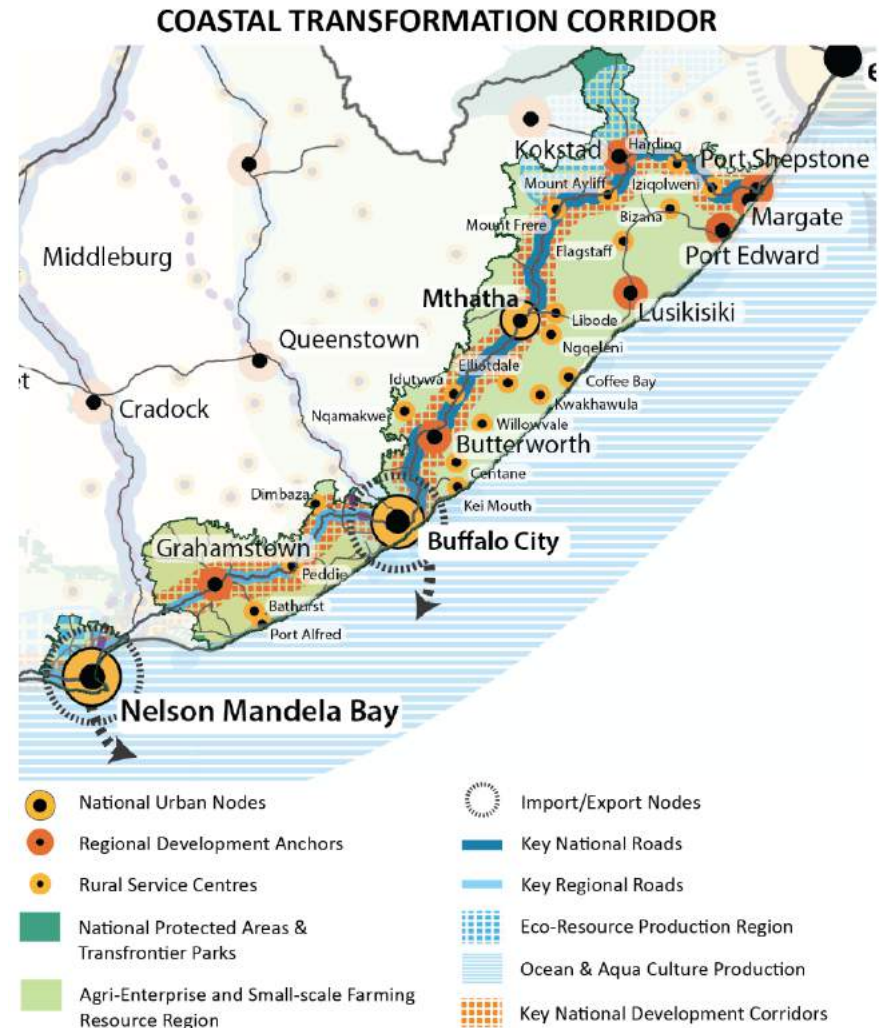 COASTAL TRANSFORMATION CORRIDOR
e
Kokstad
Harding
Port Shepstone
Mount Ayliff
Iziqolweni
Bizana
Margate
Mount Frere
Flagstaff
Port Edward
Middleburg
Mthatha
Libode
Lusikisiki
Ngqeleni
Queenstown
Elliotdale
Idutywa
Coffee Bay
et
Cradock
Nqamakwe
Kwakhawula
Willowvale
Butterworth
Centane
Dimbaza
Kei Mouth
Grahamstown
Buffalo City
Peddie
Bathurst
Port Alfred
Nelson Mandela Bay
National Urban Nodes
Regional Development Anchors
Rural Service Centres
National Protected Areas &
Transfrontier Parks
Agri-Enterprise and Small-scale Farming
Resource Region
Import/Export Nodes
Key National Roads
Key Regional Roads
Eco-Resource Production Region
Ocean & Aqua Culture Production
Key National Development Corridors